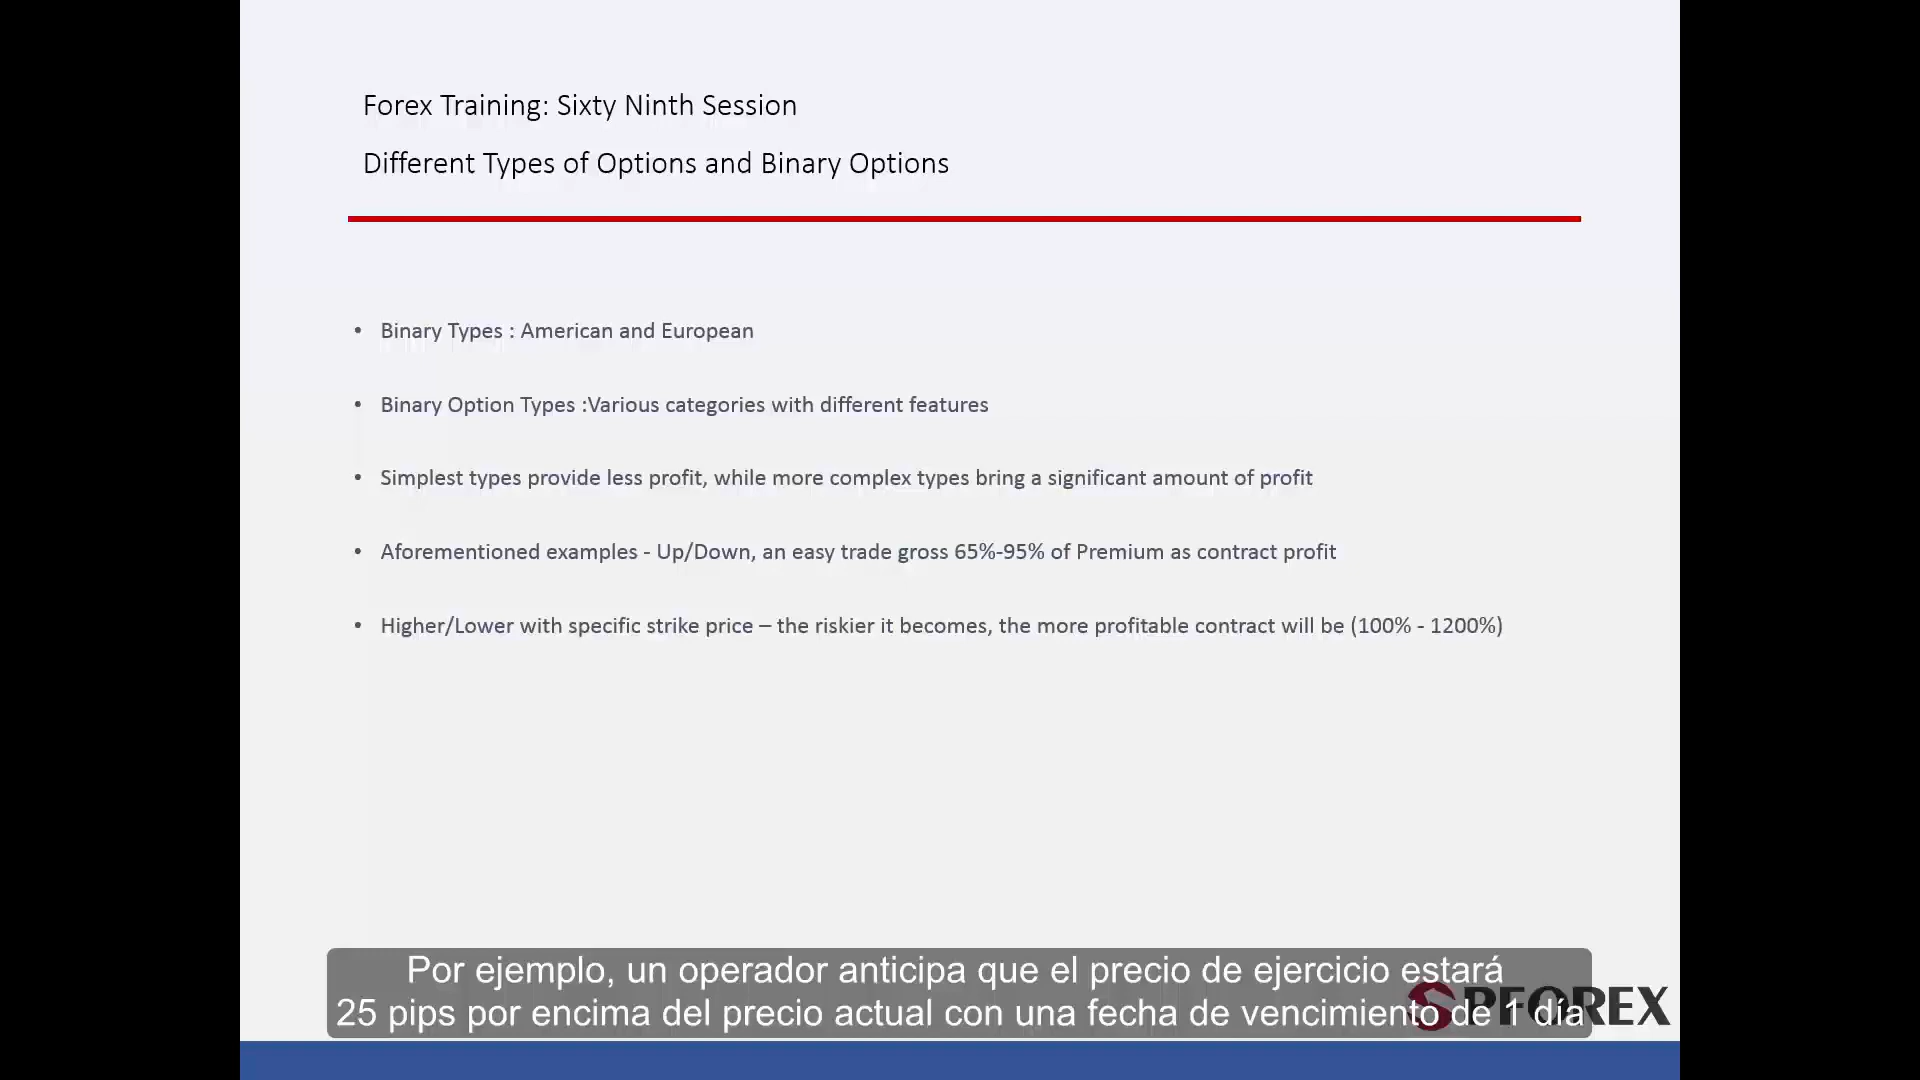 Forex Training: Sixty Ninth Session
Different Types of Options and Binary Options
• Binary Types : American and European
• Binary Option Types :Various categories with different features
• Simplest types provide less profit, while more complex types bring a significant amount of profit
• Aforementioned examples - Up/Down, an easy trade gross 65%-95% of Premium as contract profit
• Higher/Lower with specific strike price – the riskier it becomes, the more profitable contract will be (100% - 1200%)
Por ejemplo, un operador anticipa que el precio de ejercicio estará
25 pips por encima del precio actual con una fecha de vencimiento de 1 día
SPFOREX